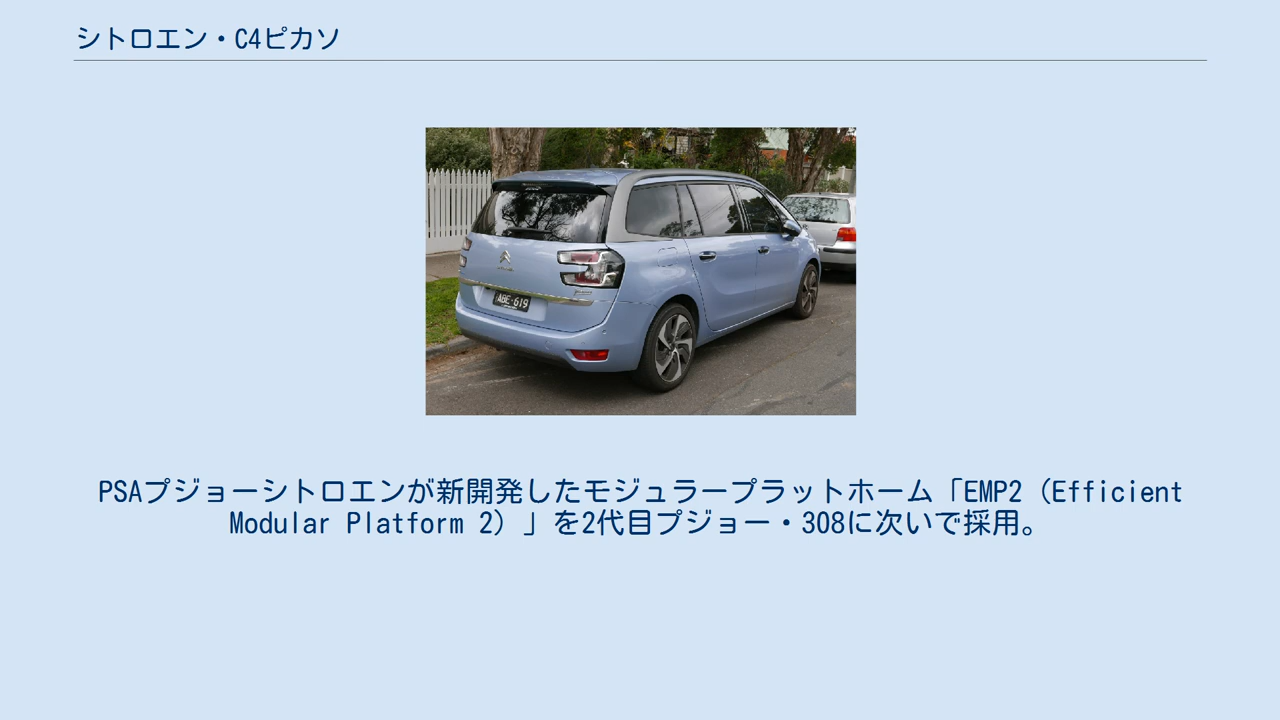 シトロエン・C4ピカソ
ABE·619
PSAプジョーシトロエンが新開発したモジュラープラットホーム「EMP2（Efficient
Modular Platform 2）」を2代目プジョー・308に次いで採用。